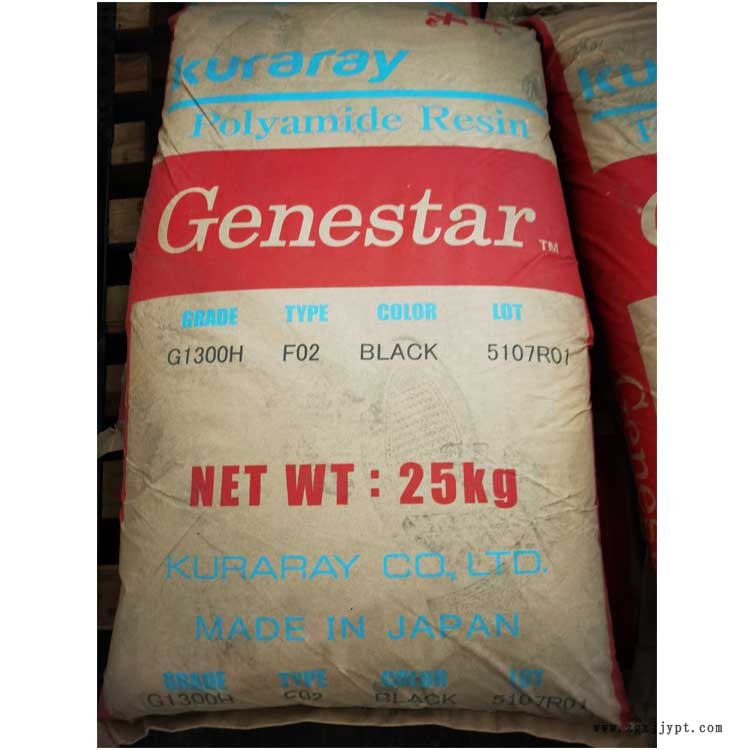 kuraray
Polyamide Resin
Genestar TM
GRADE TYPE COLOR LOT
G1300H F02 BLACK 5107R01
NET WT : 25kg
KURARAY CO., LTD.
MADE IN JAPAN
GRADE TYPE COLOR LOT
G1300H BLACK 5107R01
Genestar
www.zgxjjypt.com